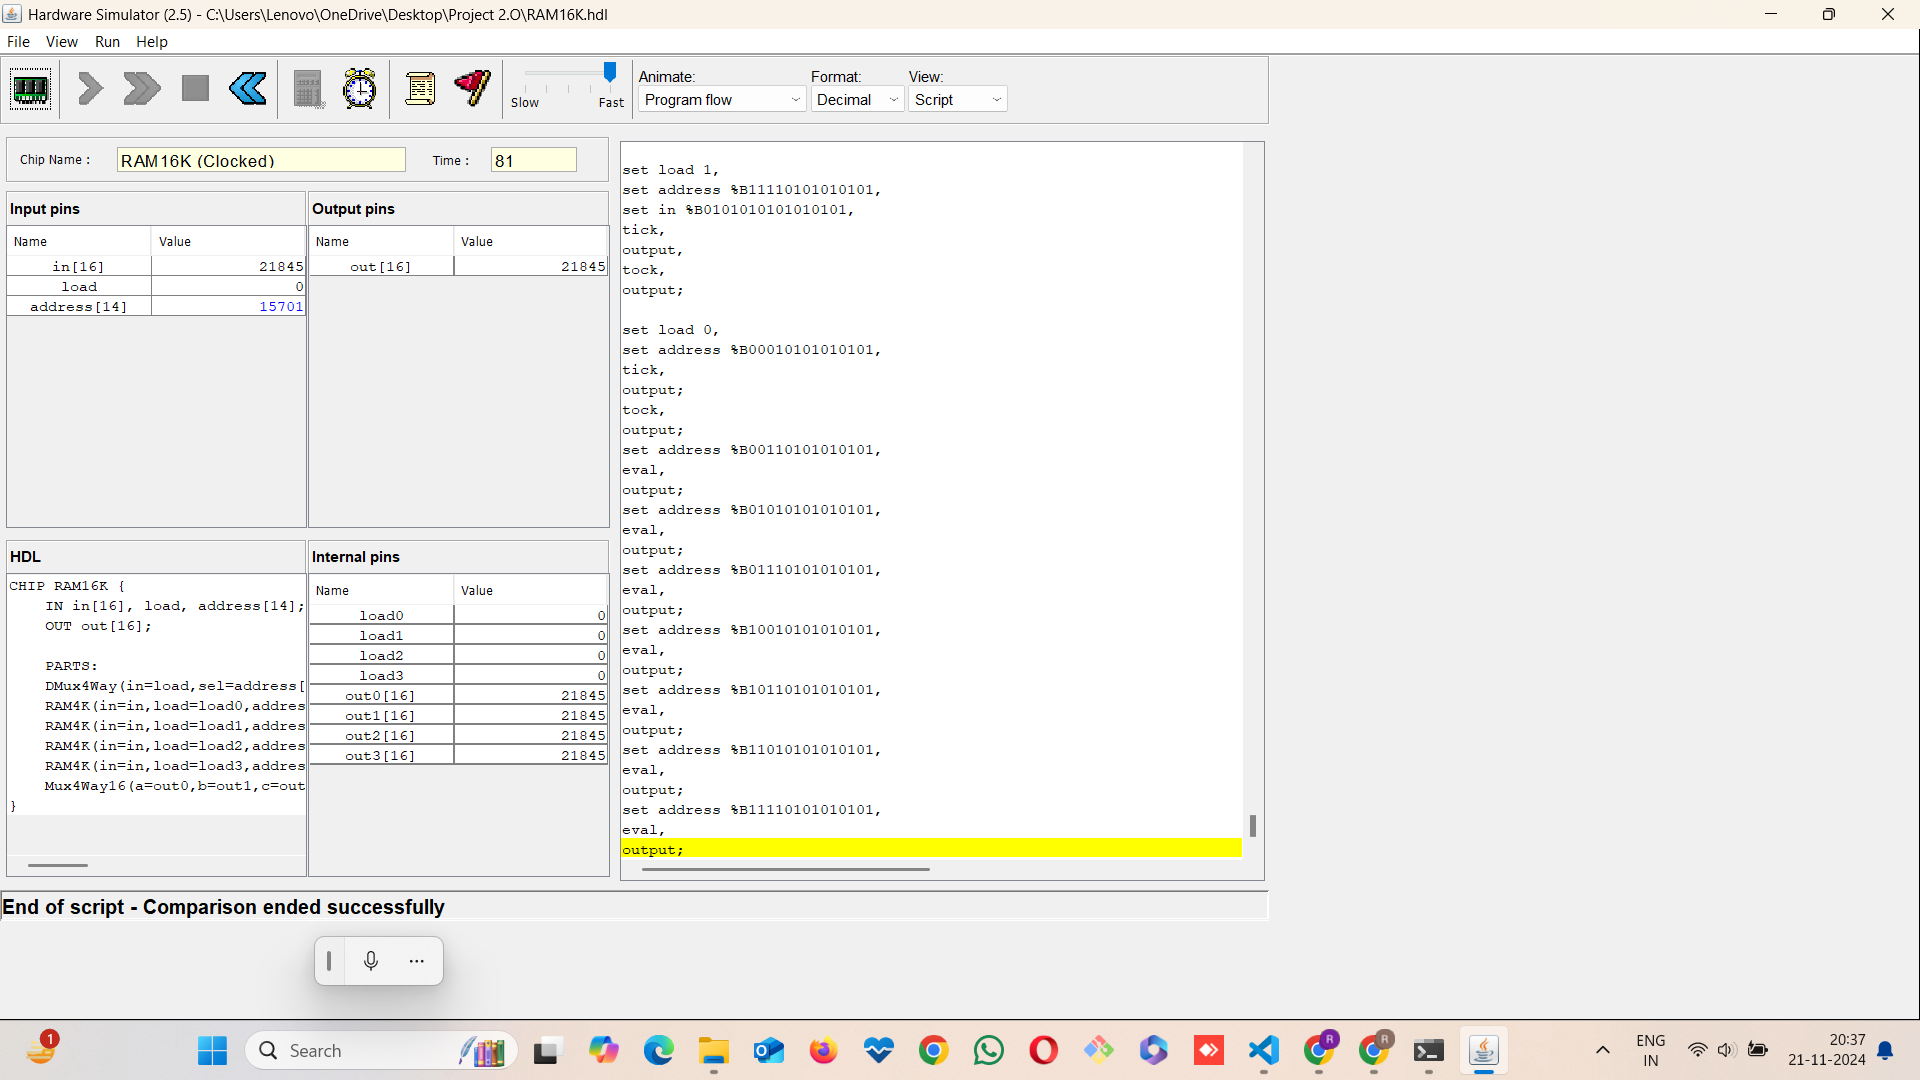 Hardware Simulator (2.5) - C:\Users\Lenovo\OneDrive\Desktop\Project 2.O\RAM16K.hdl
File View Run Help
Slow Fast
Animate: Format: View:
Program flow Decimal Script
Chip Name : RAM16K (Clocked) Time : 81
Input pins
Name Value
in[16] 21845
load 0
address[14] 15701
Output pins
Name Value
out[16] 21845
HDL
CHIP RAM16K {
IN in[16], load, address[14];
OUT out[16];
PARTS:
DMux4Way(in=load,sel=address[
RAM4K(in=in,load=load0,addres
RAM4K(in=in,load=load1,addres
RAM4K(in=in,load=load2,addres
RAM4K(in=in,load=load3,addres
Mux4Way16(a=out0,b=out1,c=out
}
Internal pins
Name Value
load0 0
load1 0
load2 0
load3 0
out0[16] 21845
out1[16] 21845
out2[16] 21845
out3[16] 21845
set load 1,
set address %B11110101010101,
set in %B0101010101010101,
tick,
output,
tock,
output;
set load 0,
set address %B00010101010101,
tick,
output;
tock,
output;
set address %B00110101010101,
eval,
output;
set address %B01010101010101,
eval,
output;
set address %B01110101010101,
eval,
output;
set address %B10010101010101,
eval,
output;
set address %B10110101010101,
eval,
output;
set address %B11010101010101,
eval,
output;
set address %B11110101010101,
eval,
output;
End of script - Comparison ended successfully
1
Search
R
R
ENG
IN
20:37
21-11-2024